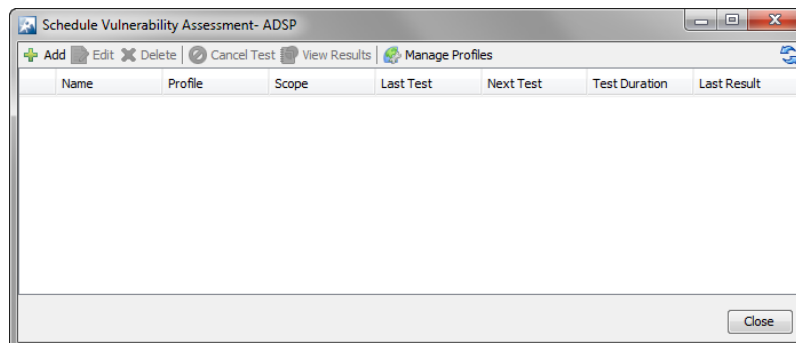 Schedule Vulnerability Assessment- ADSP
Add Edit Delete Cancel Test View Results Manage Profiles
Name Profile Scope Last Test Next Test Test Duration Last Result
Close